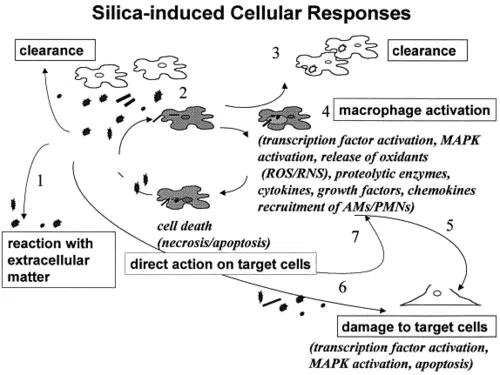 Silica-induced Cellular Responses
clearance
2
3
clearance
4
macrophage activation
(transcription factor activation, MAPK
activation, release of oxidants
(ROS/RNS), proteolytic enzymes,
cytokines, growth factors, chemokines
recruitment of AMs/PMNs)
1
cell death
(necrosis/apoptosis)
7
5
reaction with
extracellular
matter
direct action on target cells
6
damage to target cells
(transcription factor activation,
MAPK activation, apoptosis)